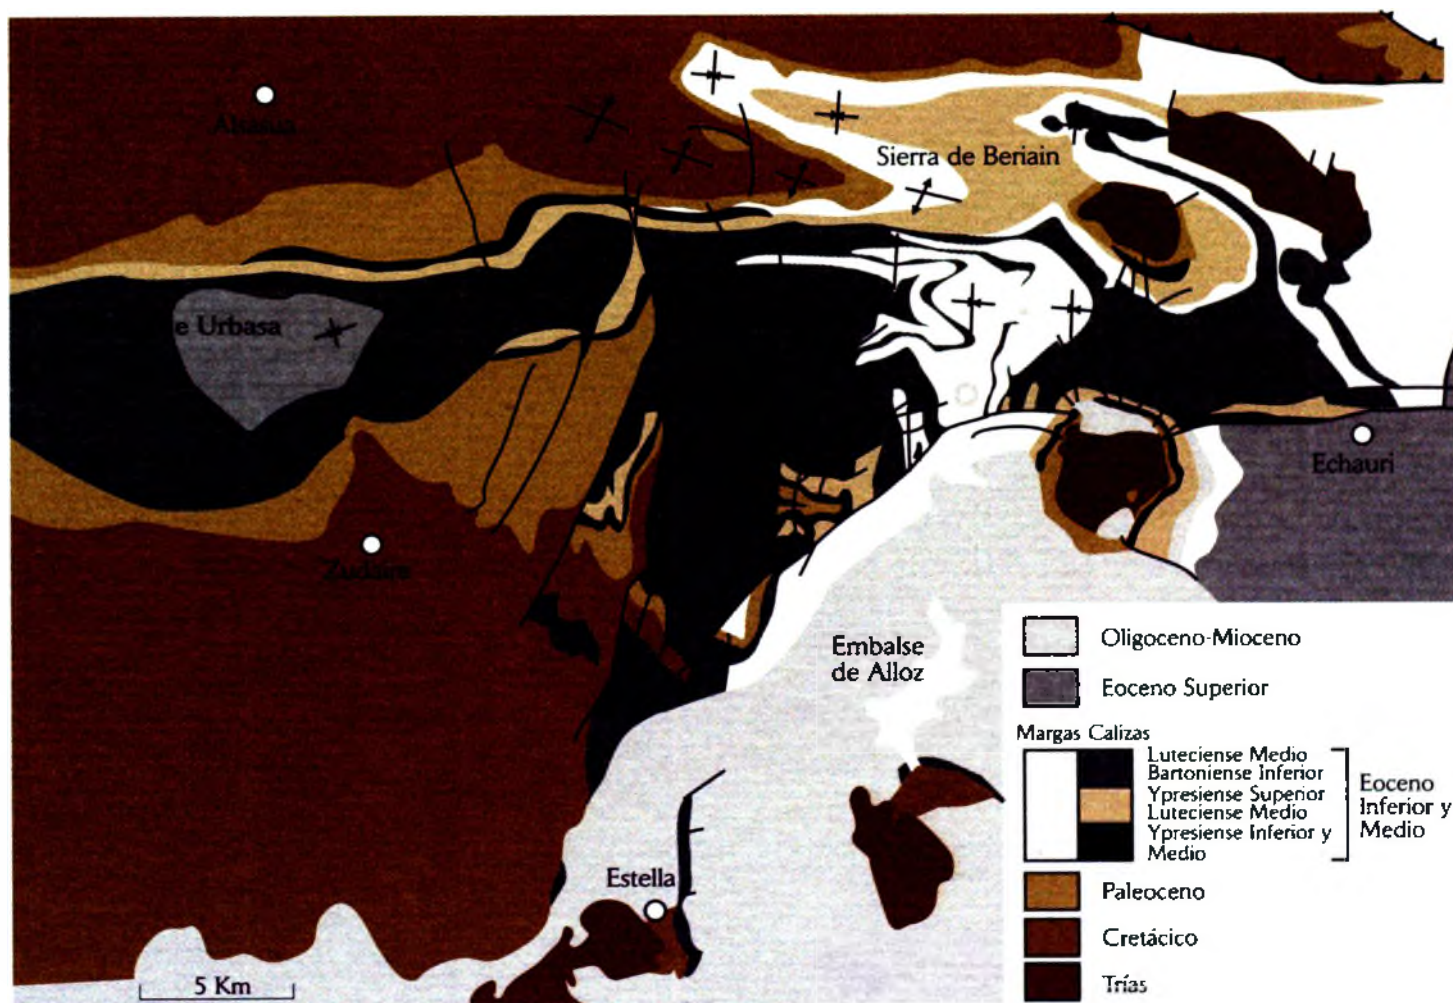 Alsasua
Sierra de Beriain
e Urbasa
Echauri
Zudaire
Embalse
de Alloz
Estella
5 Km
Oligoceno-Mioceno
Eoceno Superior
Margas Calizas
Luteciense Medio
Bartoniense Inferior
Ypresiense Superior
Luteciense Medio
Ypresiense Inferior y
Medio
Eoceno
Inferior y
Medio
Paleoceno
Cretácico
Trías